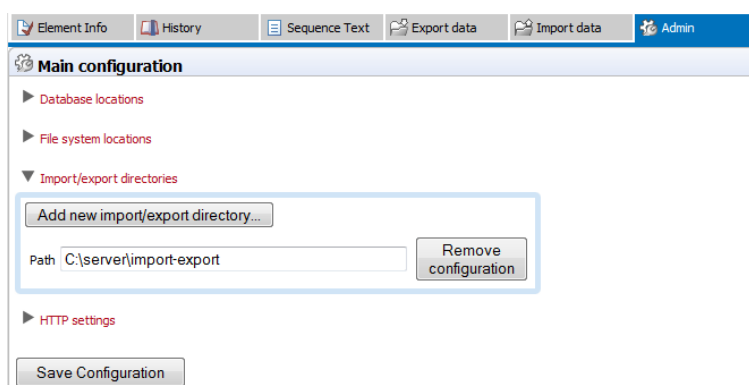 Element Info History Sequence Text Export data Import data Admin
Main configuration
Database locations
File system locations
Import/export directories
Add new import/export directory...
Path C:\server\import-export Remove configuration
HTTP settings
Save Configuration